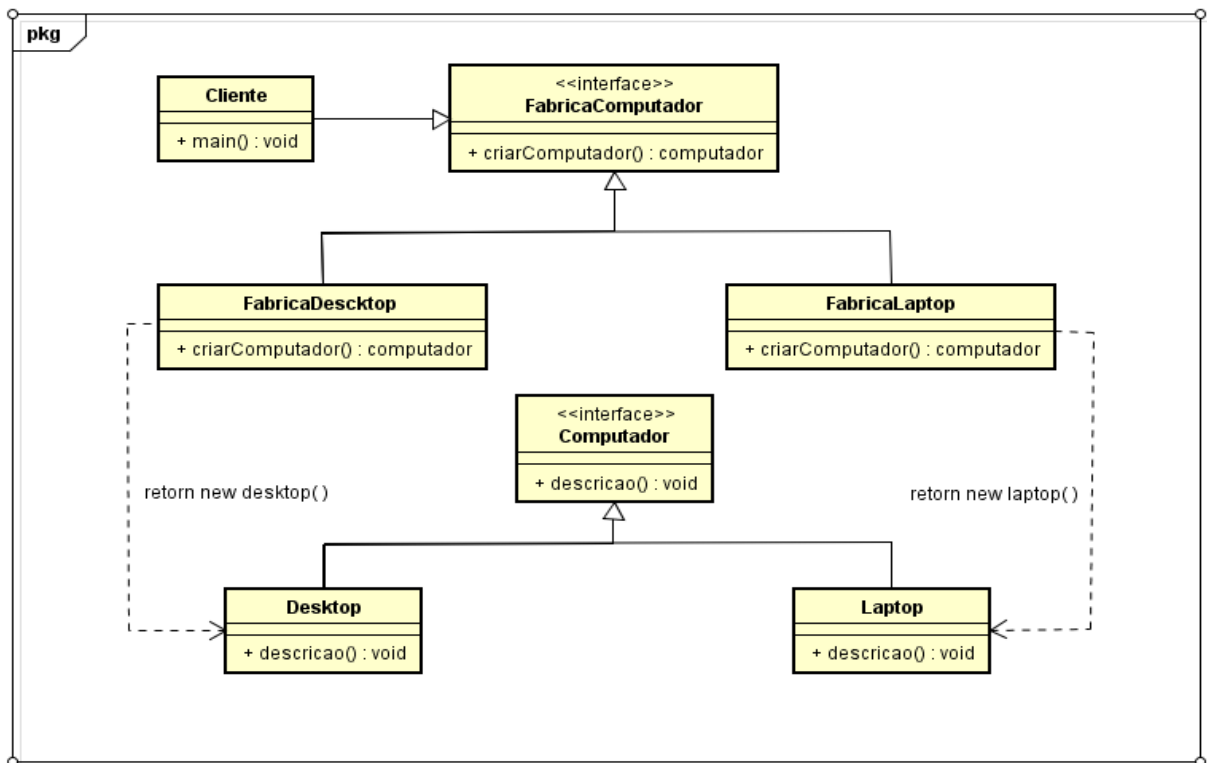 pkg
Cliente
+ main() : void
<<interface>>
FabricaComputador
+ criarComputador() : computador
FabricaDescktop
+ criarComputador() : computador
FabricaLaptop
+ criarComputador() : computador
<<interface>>
Computador
+ descricao() : void
retorn new desktop( )
retorn new laptop( )
Desktop
+ descricao() : void
Laptop
+ descricao() : void